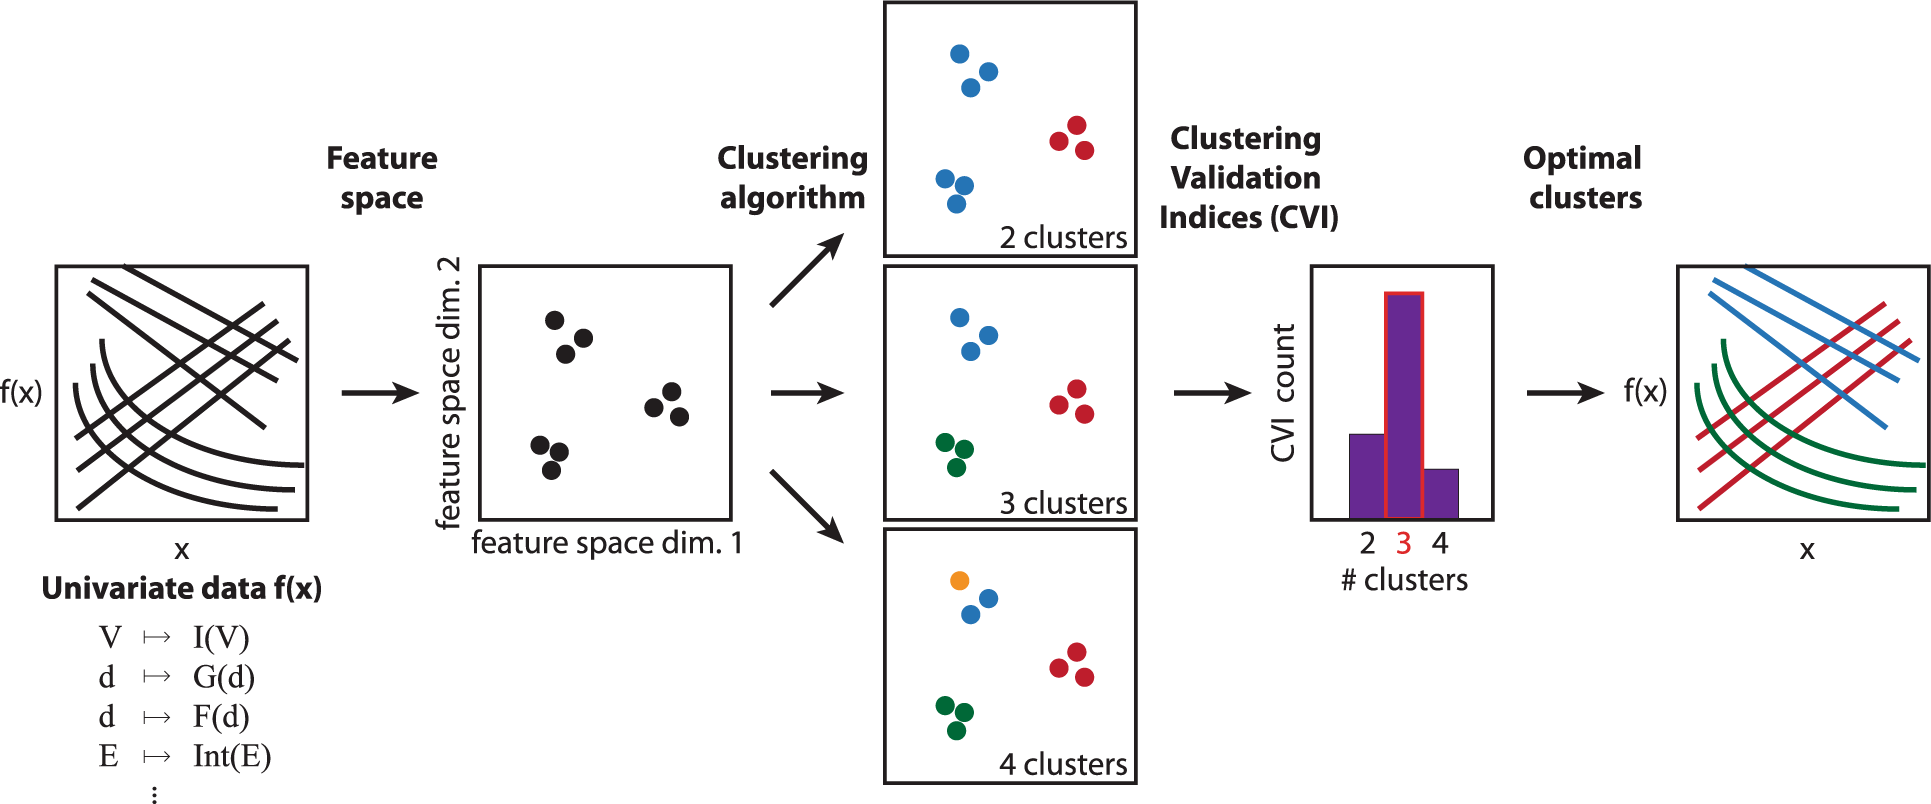 Feature
space
Clustering
algorithm
Clustering
Validation
Indices (CVI)
Optimal
clusters
f(x)
x
Univariate data f(x)
V ↦ I(V)
d ↦ G(d)
d ↦ F(d)
E ↦ Int(E)
⋮
feature space dim. 2
feature space dim. 1
2 clusters
3 clusters
4 clusters
CVI count
2 3 4
# clusters
f(x)
x